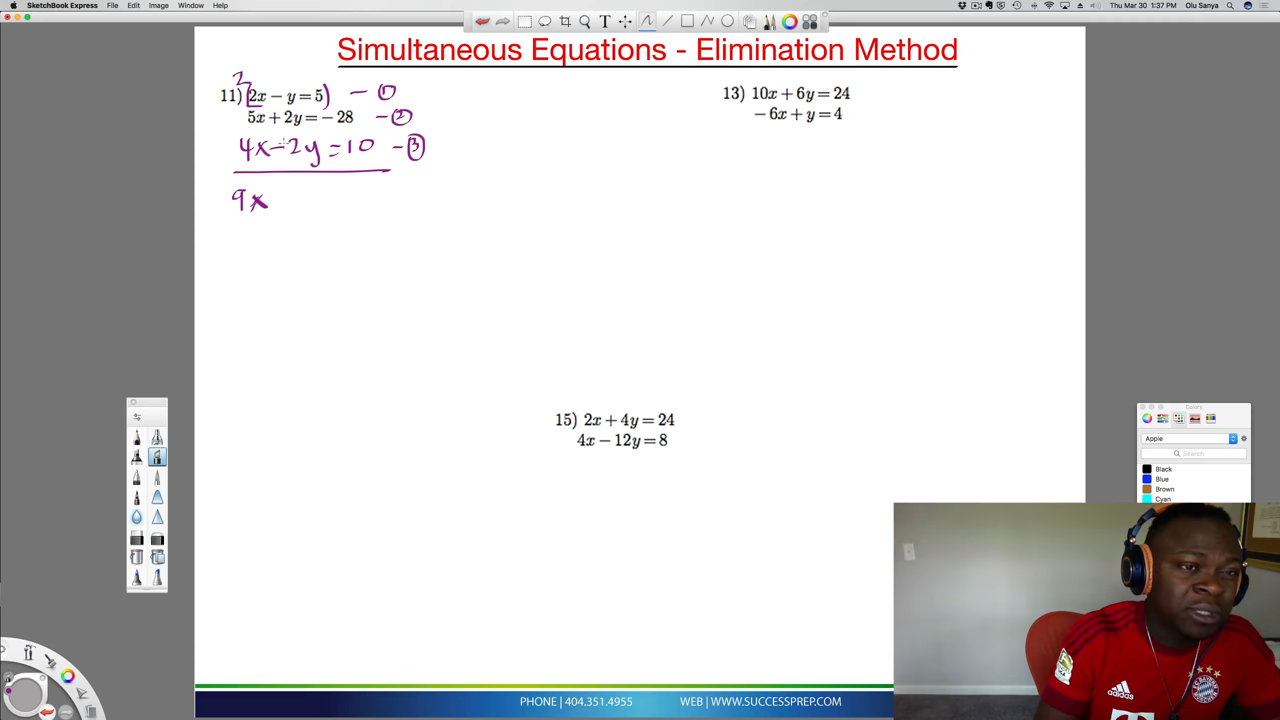 SketchBook Express File Edit Image Window Help
Thu Mar 30 1:37 PM Olu Sanya
Simultaneous Equations - Elimination Method
2
11) (2x − y = 5) − ①
5x + 2y = − 28 − ②
4x − 2y = 10 − ③
9x
13) 10x + 6y = 24
− 6x + y = 4
15) 2x + 4y = 24
4x − 12y = 8
Colors
Apple
Search
Black
Blue
Brown
Cyan
adidas
PHONE | 404.351.4955 WEB | WWW.SUCCESSPREP.COM